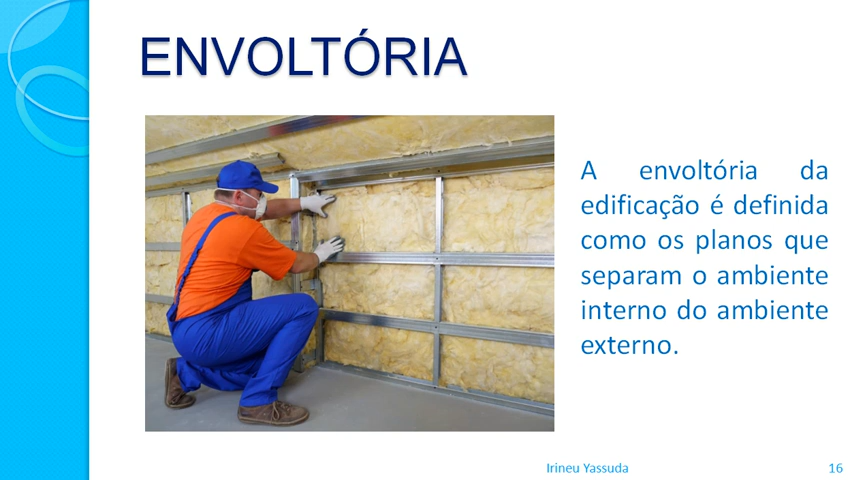 ENVOLTÓRIA
A envoltória da
edificação é definida
como os planos que
separam o ambiente
interno do ambiente
externo.
Irineu Yassuda
16